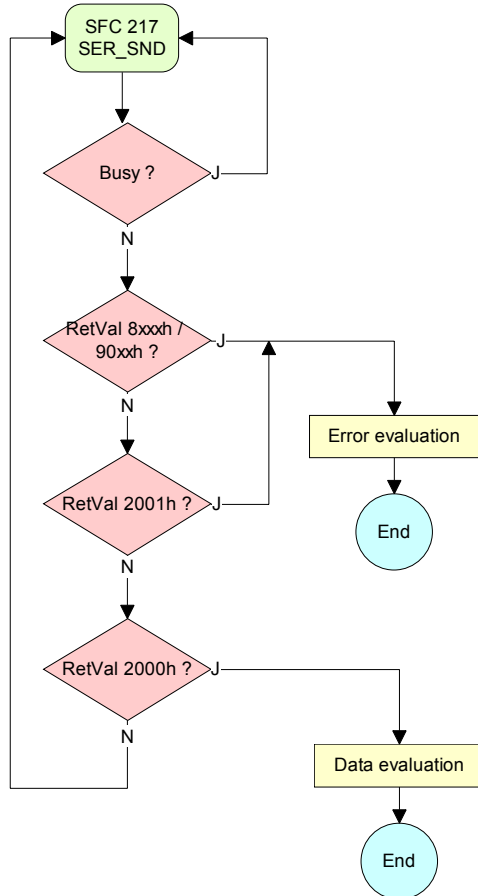 SFC 217
SER_SND
Busy ?
J
N
RetVal 8xxxh /
90xxh ?
J
N
Error evaluation
RetVal 2001h ?
J
End
N
RetVal 2000h ?
J
N
Data evaluation
End